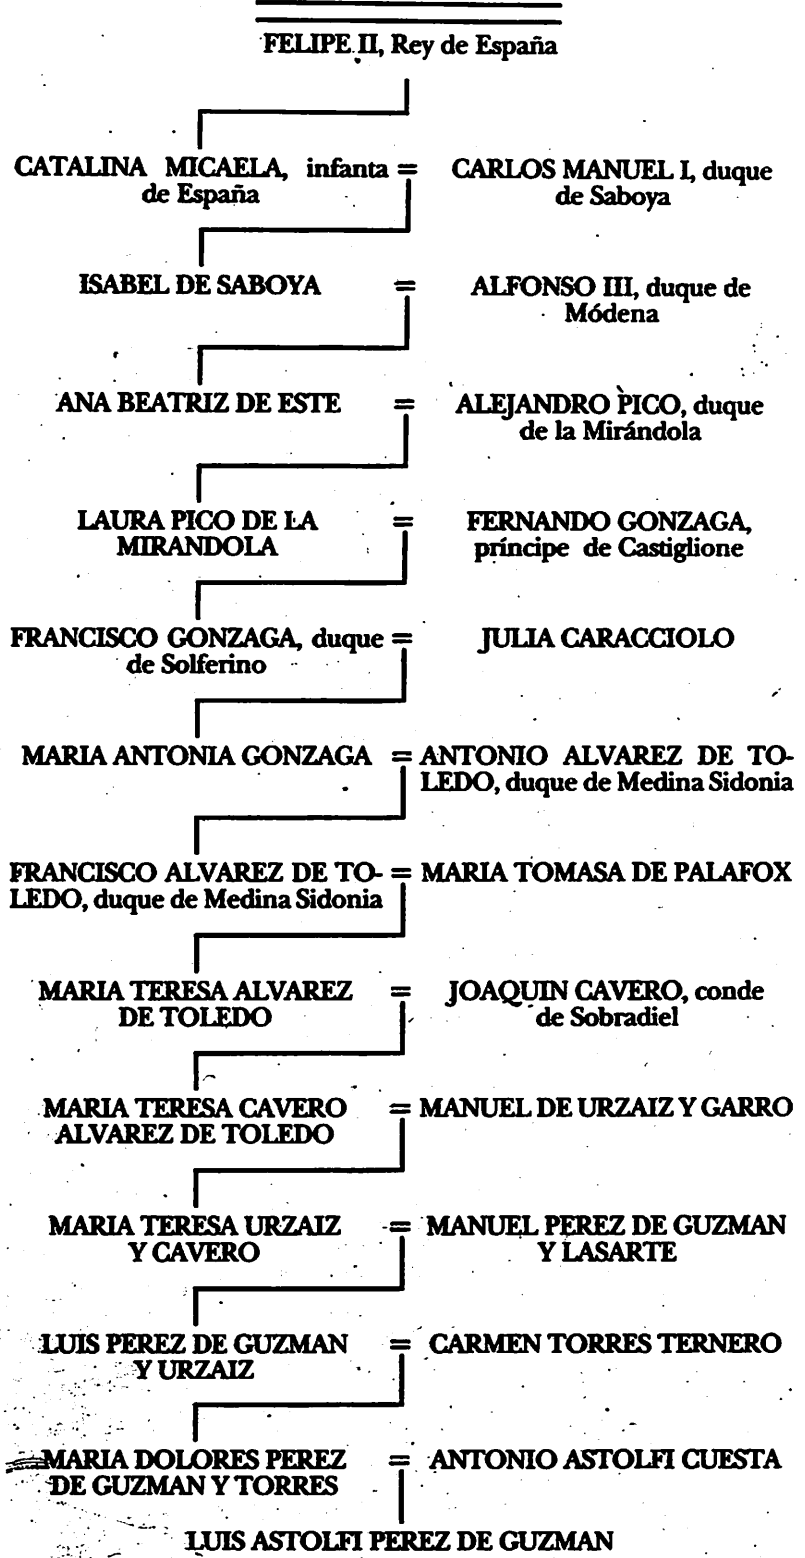 FELIPE II, Rey de España
CATALINA MICAELA, infanta = CARLOS MANUEL I, duque
de España de Saboya
ISABEL DE SABOYA = ALFONSO III, duque de
Módena
ANA BEATRIZ DE ESTE = ALEJANDRO PICO, duque
de la Mirándola
LAURA PICO DE LA = FERNANDO GONZAGA,
MIRANDOLA príncipe de Castiglione
FRANCISCO GONZAGA, duque = JULIA CARACCIOLO
de Solferino
MARIA ANTONIA GONZAGA = ANTONIO ALVAREZ DE TO-
LEDO, duque de Medina Sidonia
FRANCISCO ALVAREZ DE TO- = MARIA TOMASA DE PALAFOX
LEDO, duque de Medina Sidonia
MARIA TERESA ALVAREZ = JOAQUIN CAVERO, conde
DE TOLEDO de Sobradiel
MARIA TERESA CAVERO = MANUEL DE URZAIZ Y GARRO
ALVAREZ DE TOLEDO
MARIA TERESA URZAIZ = MANUEL PEREZ DE GUZMAN
Y CAVERO Y LASARTE
LUIS PEREZ DE GUZMAN = CARMEN TORRES TERNERO
Y URZAIZ
MARIA DOLORES PEREZ = ANTONIO ASTOLFI CUESTA
DE GUZMAN Y TORRES
LUIS ASTOLFI PEREZ DE GUZMAN